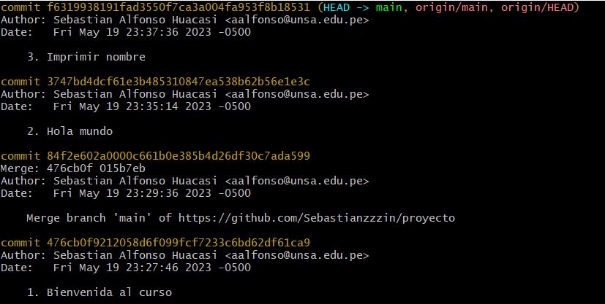 commit f6319938191fad3550f7ca3a004fa953f8b18531 (HEAD -> main, origin/main, origin/HEAD)
Author: Sebastian Alfonso Huacasi <aalfonso@unsa.edu.pe>
Date:   Fri May 19 23:37:36 2023 -0500
3. Imprimir nombre
commit 3747bd4dcf61e3b485310847ea538b62b56e1e3c
Author: Sebastian Alfonso Huacasi <aalfonso@unsa.edu.pe>
Date:   Fri May 19 23:35:14 2023 -0500
2. Hola mundo
commit 84f2e602a0000c661b0e385b4d26df30c7ada599
Merge: 476cb0f 015b7eb
Author: Sebastian Alfonso Huacasi <aalfonso@unsa.edu.pe>
Date:   Fri May 19 23:29:36 2023 -0500
Merge branch 'main' of https://github.com/Sebastianzzzin/proyecto
commit 476cb0f9212058d6f099fcf7233c6bd62df61ca9
Author: Sebastian Alfonso Huacasi <aalfonso@unsa.edu.pe>
Date:   Fri May 19 23:27:46 2023 -0500
1. Bienvenida al curso